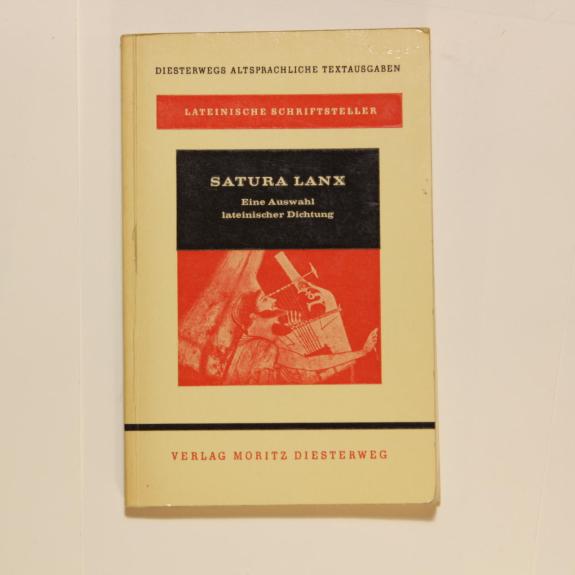 DIESTERWEGS ALTSPRACHLICHE TEXTAUSGABEN
LATEINISCHE SCHRIFTSTELLER
SATURA LANX
Eine Auswahl
lateinischer Dichtung
VERLAG MORITZ DIESTERWEG